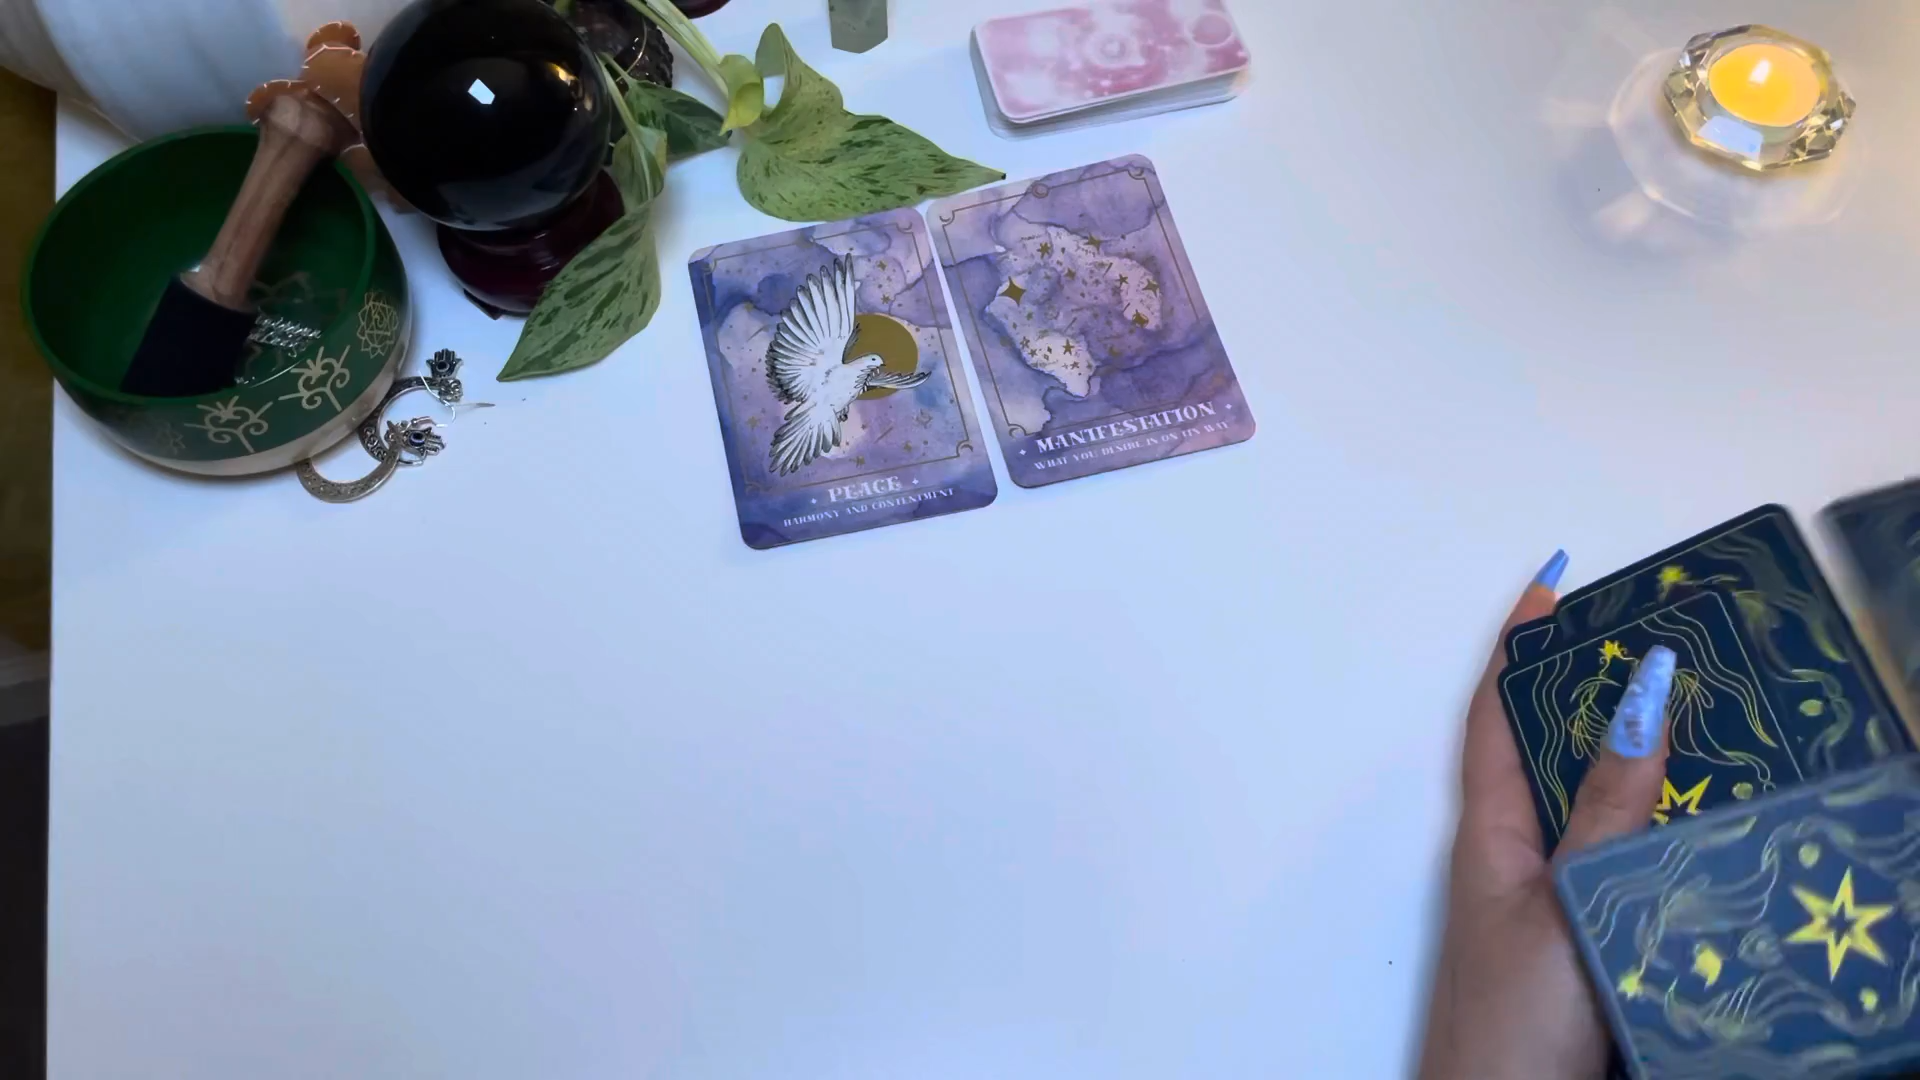 PEACE
HARMONY AND CONTENTMENT
MANIFESTATION
WHAT YOU DESIRE IS ON ITS WAY